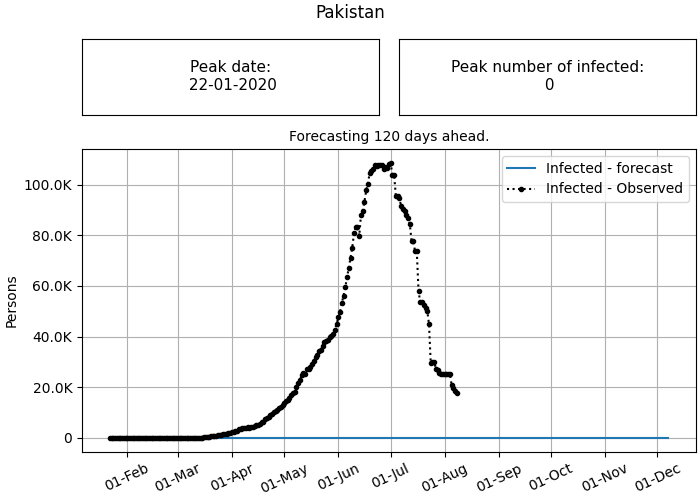 Pakistan
Peak date:
22-01-2020
Peak number of infected:
0
Forecasting 120 days ahead.
Infected - forecast
Infected - Observed
Persons
100.0K
80.0K
60.0K
40.0K
20.0K
0
01-Feb
01-Mar
01-Apr
01-May
01-Jun
01-Jul
01-Aug
01-Sep
01-Oct
01-Nov
01-Dec